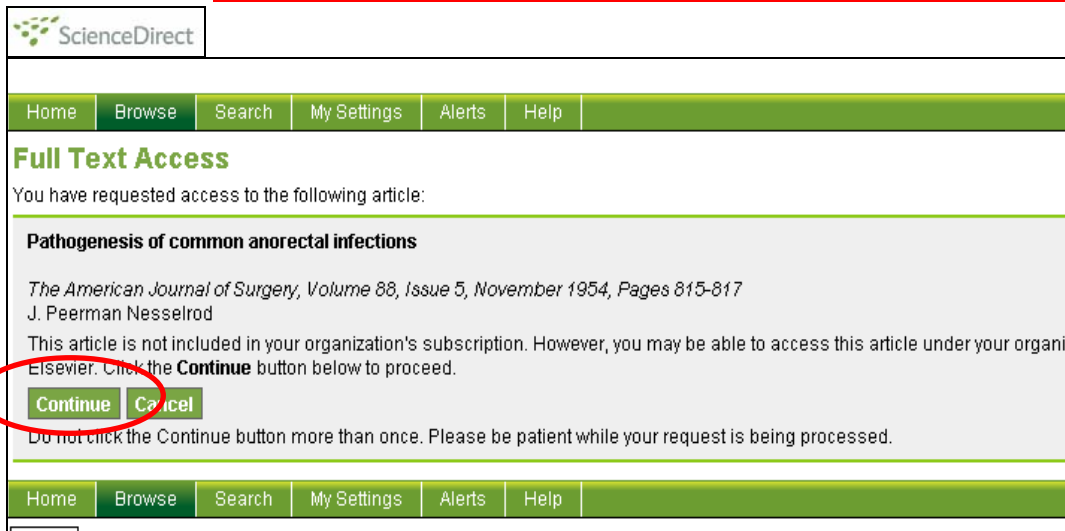 ScienceDirect
Home Browse Search My Settings Alerts Help
Full Text Access
You have requested access to the following article:
Pathogenesis of common anorectal infections
The American Journal of Surgery, Volume 88, Issue 5, November 1954, Pages 815-817
J. Peerman Nesselrod
This article is not included in your organization's subscription. However, you may be able to access this article under your organi
Elsevier. Click the Continue button below to proceed.
Continue Cancel
Do not click the Continue button more than once. Please be patient while your request is being processed.
Home Browse Search My Settings Alerts Help